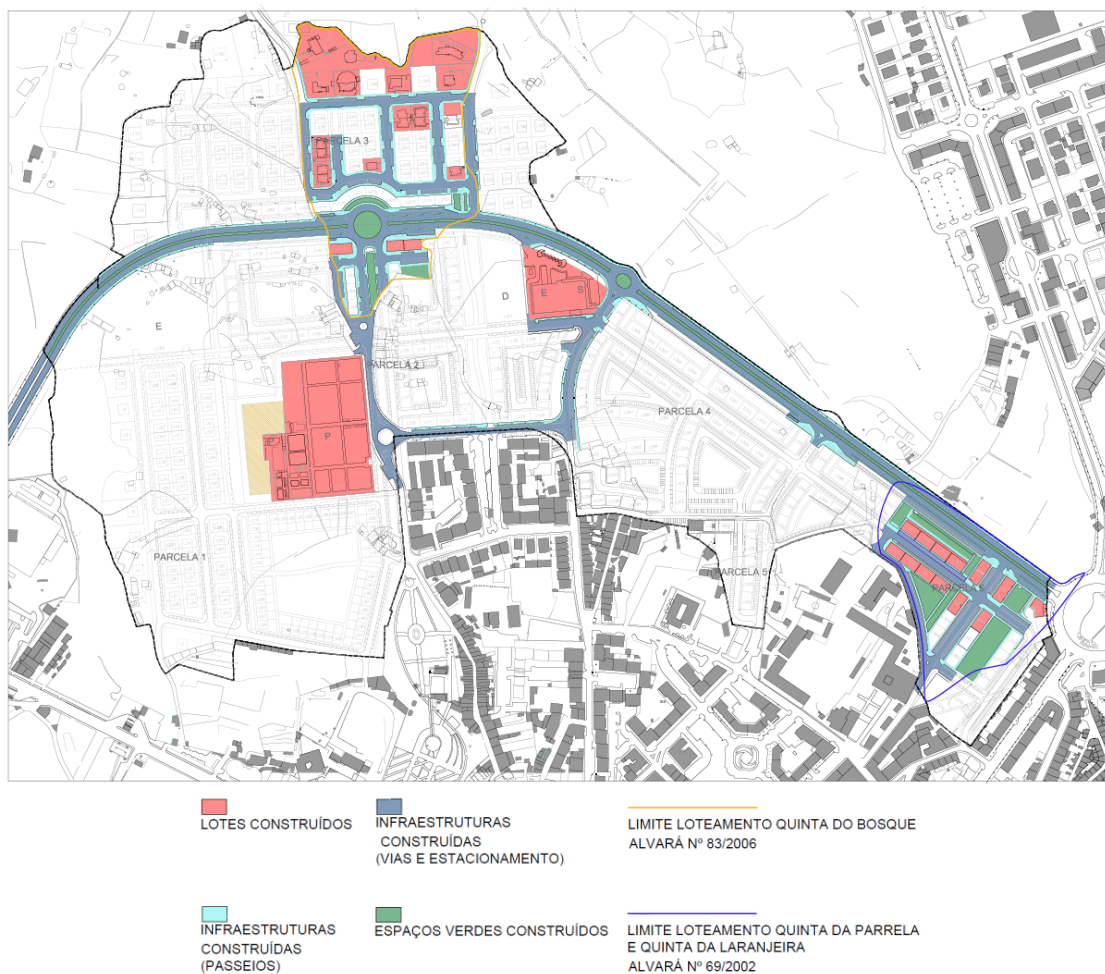 PARCELA 3
D
E
S
E
PARCELA 2
PARCELA 4
P
PARCELA 1
PARCELA 5
LOTES CONSTRUÍDOS
INFRAESTRUTURAS
CONSTRUÍDAS
(VIAS E ESTACIONAMENTO)
LIMITE LOTEAMENTO QUINTA DO BOSQUE
ALVARÁ Nº 83/2006
INFRAESTRUTURAS
CONSTRUÍDAS
(PASSEIOS)
ESPAÇOS VERDES CONSTRUÍDOS
LIMITE LOTEAMENTO QUINTA DA PARRELA
E QUINTA DA LARANJEIRA
ALVARÁ Nº 69/2002